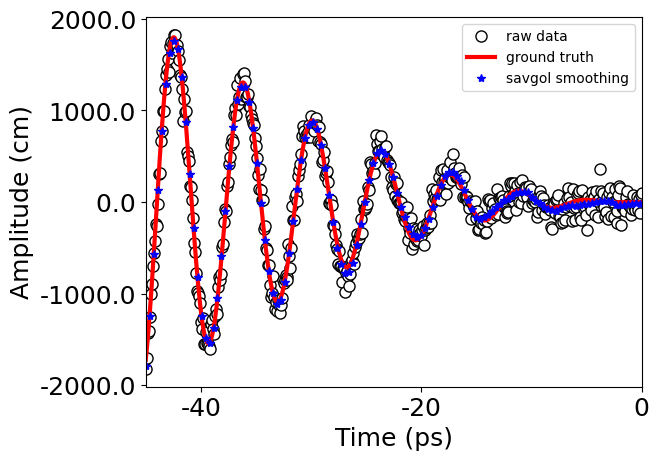 2000.0
1000.0
0.0
-1000.0
-2000.0
Amplitude (cm)
raw data
ground truth
savgol smoothing
-40
-20
0
Time (ps)